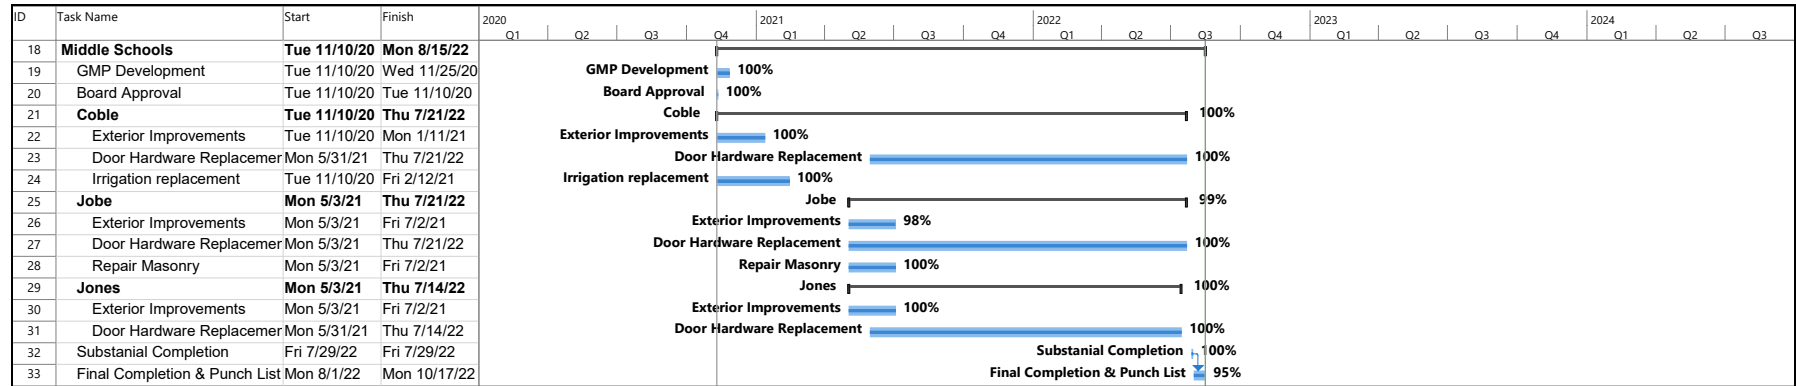 ID Task Name Start Finish 2020 2021 2022 2023 2024
Q1 Q2 Q3 Q4 Q1 Q2 Q3 Q4 Q1 Q2 Q3 Q4 Q1 Q2 Q3 Q4 Q1 Q2 Q3
18 Middle Schools Tue 11/10/20 Mon 8/15/22
19 GMP Development Tue 11/10/20 Wed 11/25/20 GMP Development 100%
20 Board Approval Tue 11/10/20 Tue 11/10/20 Board Approval 100%
21 Coble Tue 11/10/20 Thu 7/21/22 Coble 100%
22 Exterior Improvements Tue 11/10/20 Mon 1/11/21 Exterior Improvements 100%
23 Door Hardware Replacemer Mon 5/31/21 Thu 7/21/22 Door Hardware Replacement 100%
24 Irrigation replacement Tue 11/10/20 Fri 2/12/21 Irrigation replacement 100%
25 Jobe Mon 5/3/21 Thu 7/21/22 Jobe 99%
26 Exterior Improvements Mon 5/3/21 Fri 7/2/21 Exterior Improvements 98%
27 Door Hardware Replacemer Mon 5/3/21 Thu 7/21/22 Door Hardware Replacement 100%
28 Repair Masonry Mon 5/3/21 Fri 7/2/21 Repair Masonry 100%
29 Jones Mon 5/3/21 Thu 7/14/22 Jones 100%
30 Exterior Improvements Mon 5/3/21 Fri 7/2/21 Exterior Improvements 100%
31 Door Hardware Replacemer Mon 5/31/21 Thu 7/14/22 Door Hardware Replacement 100%
32 Substanial Completion Fri 7/29/22 Fri 7/29/22 Substanial Completion 100%
33 Final Completion & Punch List Mon 8/1/22 Mon 10/17/22 Final Completion & Punch List 95%